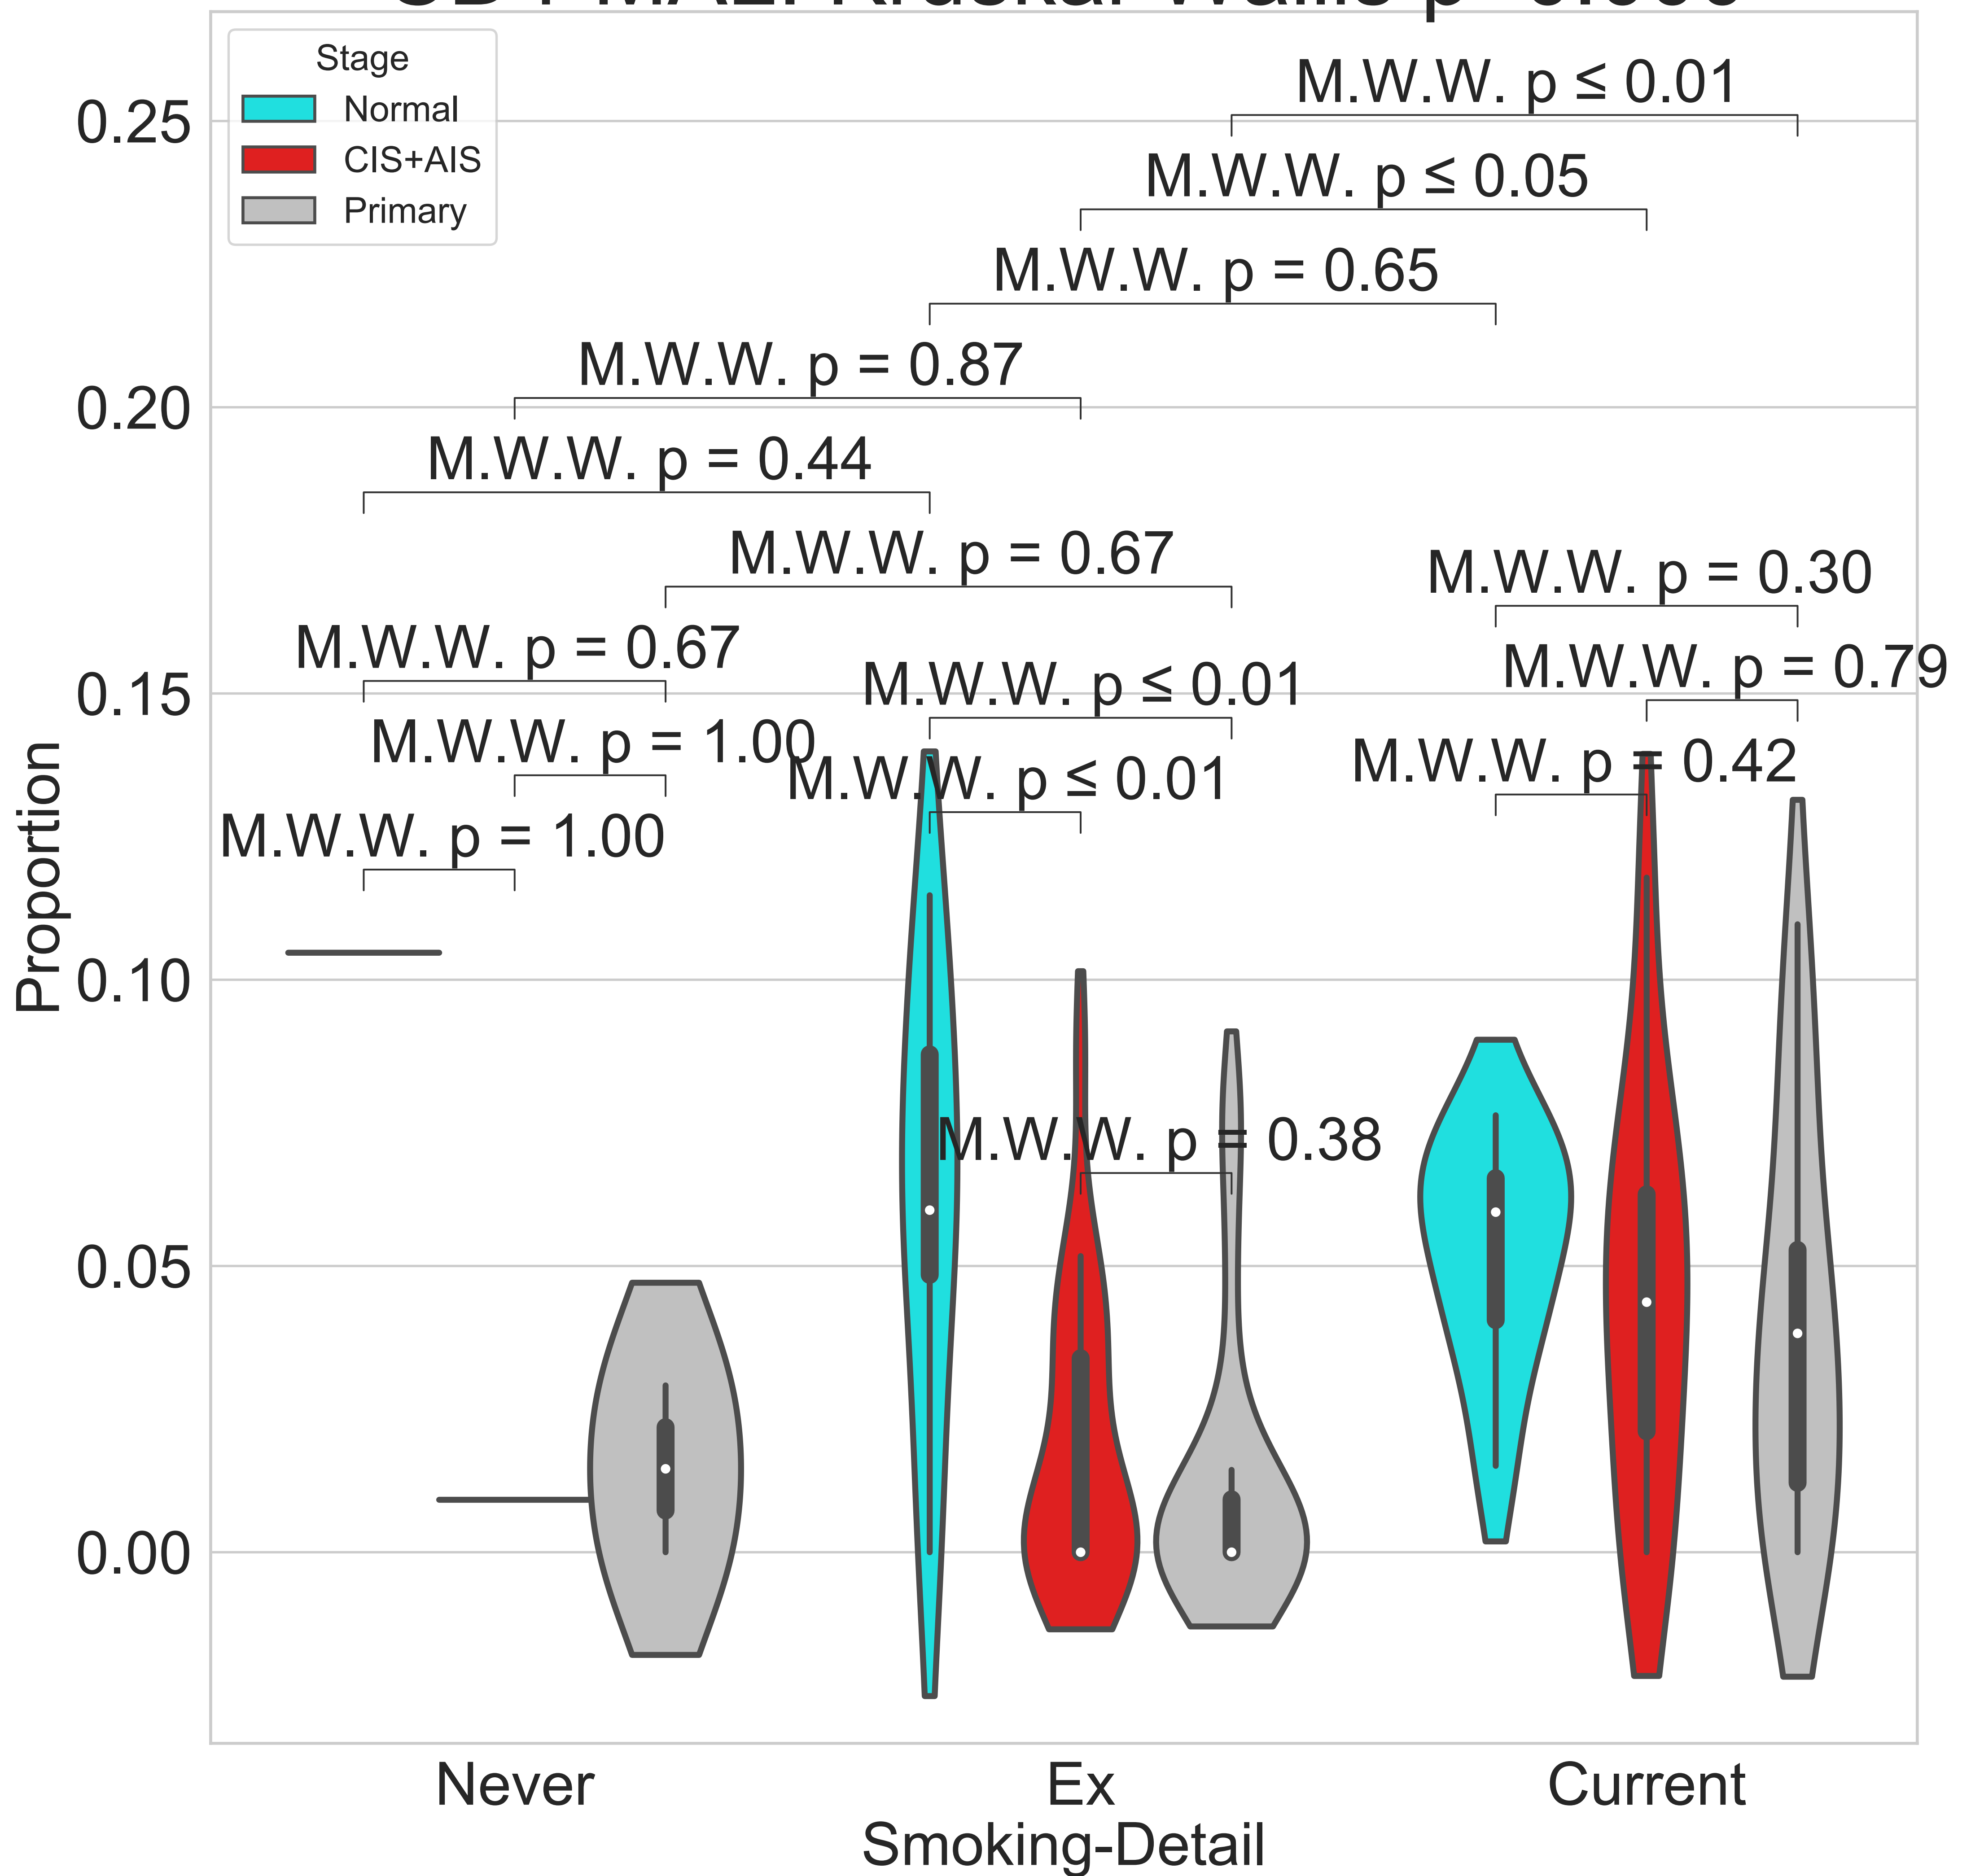 Stage
Normal
CIS+AIS
Primary
M.W.W. p ≤ 0.01
M.W.W. p ≤ 0.05
M.W.W. p = 0.65
M.W.W. p = 0.87
M.W.W. p = 0.44
M.W.W. p = 0.67
M.W.W. p = 0.30
M.W.W. p = 0.67
M.W.W. p ≤ 0.01
M.W.W. p = 0.79
M.W.W. p = 1.00
M.W.W. p ≤ 0.01
M.W.W. p = 0.42
M.W.W. p = 1.00
M.W.W. p = 0.38
0.25
0.20
0.15
0.10
0.05
0.00
Proportion
Never
Ex
Current
Smoking-Detail